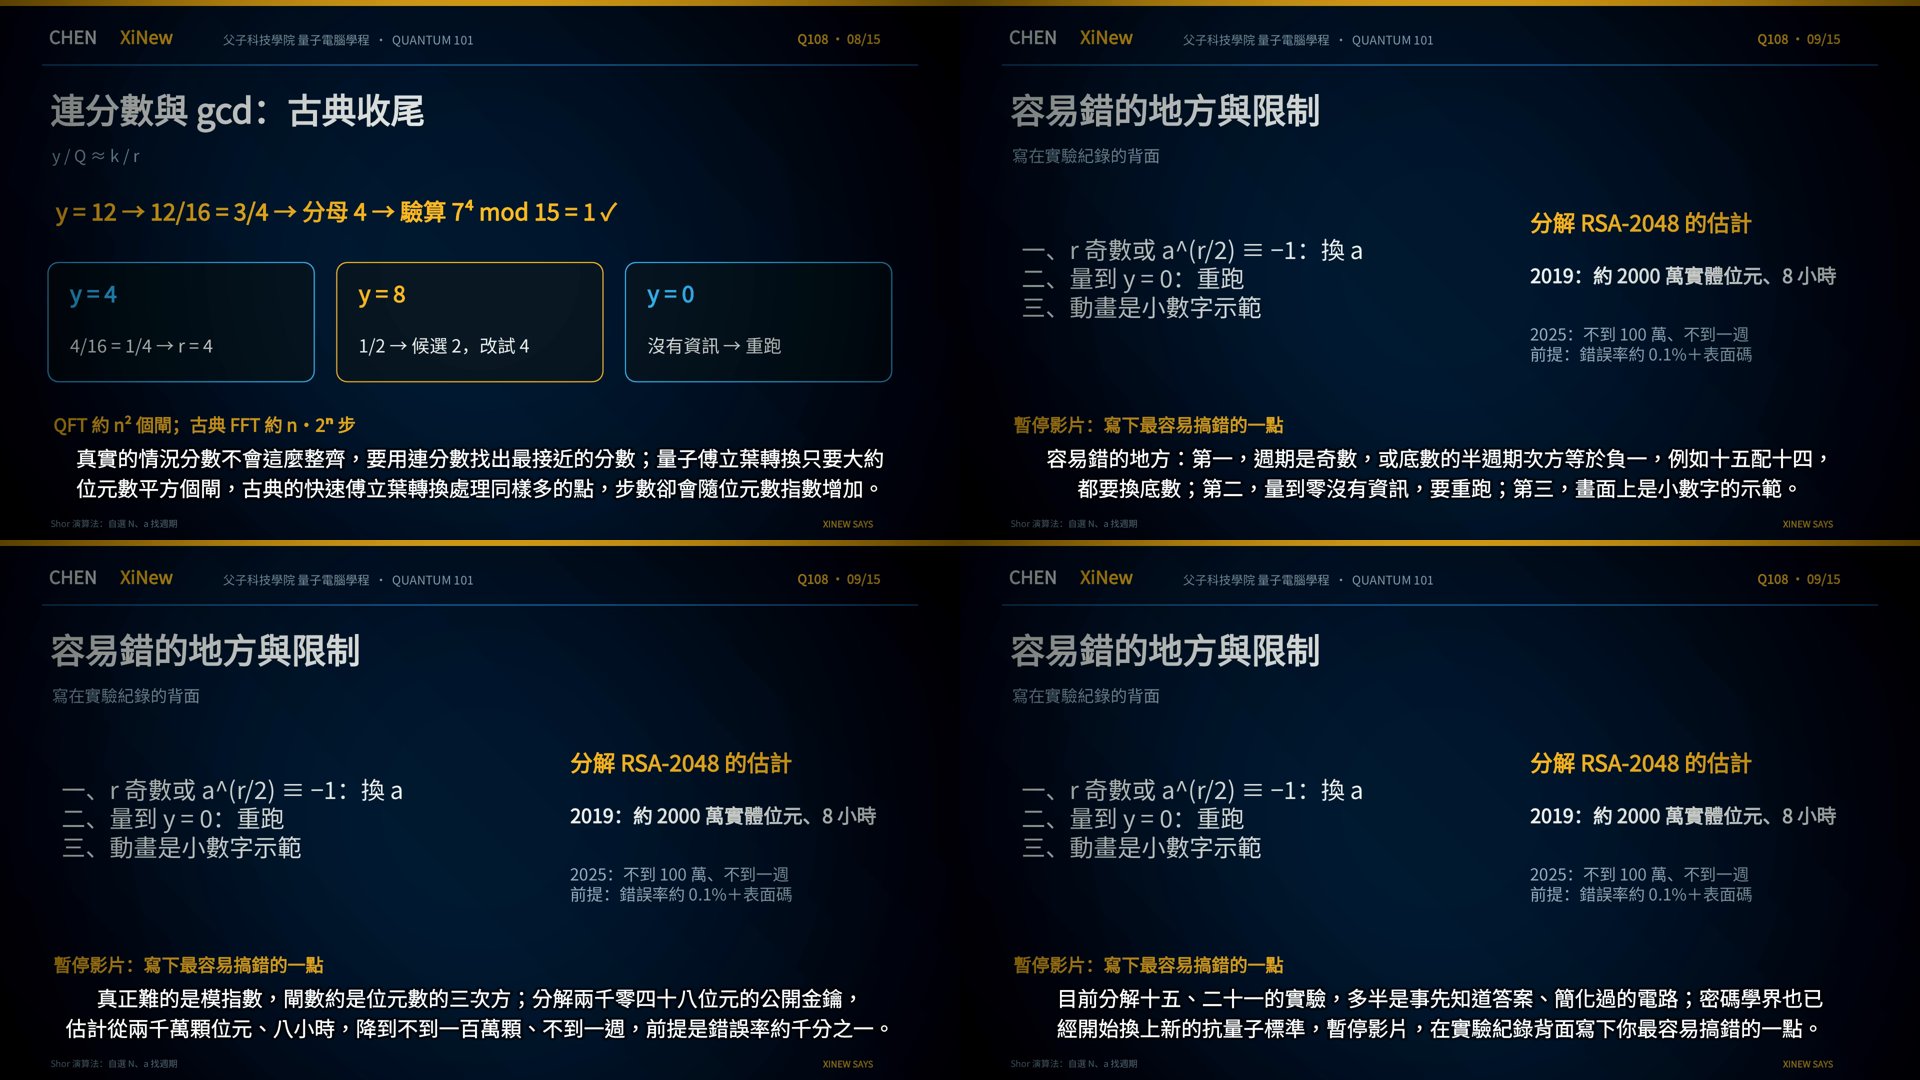 CHEN XiNew 父子科技學院 量子電腦學程 · QUANTUM 101 Q108 · 08/15
連分數與 gcd：古典收尾
y / Q ≈ k / r
y = 12 → 12/16 = 3/4 → 分母 4 → 驗算 7⁴ mod 15 = 1 ✓
y = 4
4/16 = 1/4 → r = 4
y = 8
1/2 → 候選 2，改試 4
y = 0
沒有資訊 → 重跑
QFT 約 n² 個閘；古典 FFT 約 n · 2ⁿ 步
真實的情況分數不會這麼整齊，要用連分數找出最接近的分數；量子傅立葉轉換只要大約
位元數平方個閘，古典的快速傅立葉轉換處理同樣多的點，步數卻會隨位元數指數增加。
Shor 演算法：自選 N、a 找週期 XINEW SAYS
CHEN XiNew 父子科技學院 量子電腦學程 · QUANTUM 101 Q108 · 09/15
容易錯的地方與限制
寫在實驗紀錄的背面
一、r 奇數或 a^(r/2) ≡ −1：換 a
二、量到 y = 0：重跑
三、動畫是小數字示範
分解 RSA-2048 的估計
2019：約 2000 萬實體位元、8 小時
2025：不到 100 萬、不到一週
前提：錯誤率約 0.1%＋表面碼
暫停影片：寫下最容易搞錯的一點
容易錯的地方：第一，週期是奇數，或底數的半週期次方等於負一，例如十五配十四，
都要換底數；第二，量到零沒有資訊，要重跑；第三，畫面上是小數字的示範。
Shor 演算法：自選 N、a 找週期 XINEW SAYS
CHEN XiNew 父子科技學院 量子電腦學程 · QUANTUM 101 Q108 · 09/15
容易錯的地方與限制
寫在實驗紀錄的背面
一、r 奇數或 a^(r/2) ≡ −1：換 a
二、量到 y = 0：重跑
三、動畫是小數字示範
分解 RSA-2048 的估計
2019：約 2000 萬實體位元、8 小時
2025：不到 100 萬、不到一週
前提：錯誤率約 0.1%＋表面碼
暫停影片：寫下最容易搞錯的一點
真正難的是模指數，閘數約是位元數的三次方；分解兩千零四十八位元的公開金鑰，
估計從兩千萬顆位元、八小時，降到不到一百萬顆、不到一週，前提是錯誤率約千分之一。
Shor 演算法：自選 N、a 找週期 XINEW SAYS
CHEN XiNew 父子科技學院 量子電腦學程 · QUANTUM 101 Q108 · 09/15
容易錯的地方與限制
寫在實驗紀錄的背面
一、r 奇數或 a^(r/2) ≡ −1：換 a
二、量到 y = 0：重跑
三、動畫是小數字示範
分解 RSA-2048 的估計
2019：約 2000 萬實體位元、8 小時
2025：不到 100 萬、不到一週
前提：錯誤率約 0.1%＋表面碼
暫停影片：寫下最容易搞錯的一點
目前分解十五、二十一的實驗，多半是事先知道答案、簡化過的電路；密碼學界也已
經開始換上新的抗量子標準，暫停影片，在實驗紀錄背面寫下你最容易搞錯的一點。
Shor 演算法：自選 N、a 找週期 XINEW SAYS